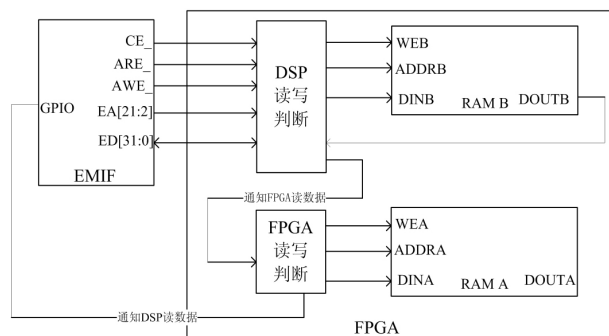 CE_
ARE_
AWE_
GPIO
EA[21:2]
ED[31:0]
EMIF
DSP
读写
判断
WEB
ADDRB
DINB
RAM B
DOUTB
通知FPGA读数据
FPGA
读写
判断
WEA
ADDRA
DINA
RAM A
DOUTA
通知DSP读数据
FPGA